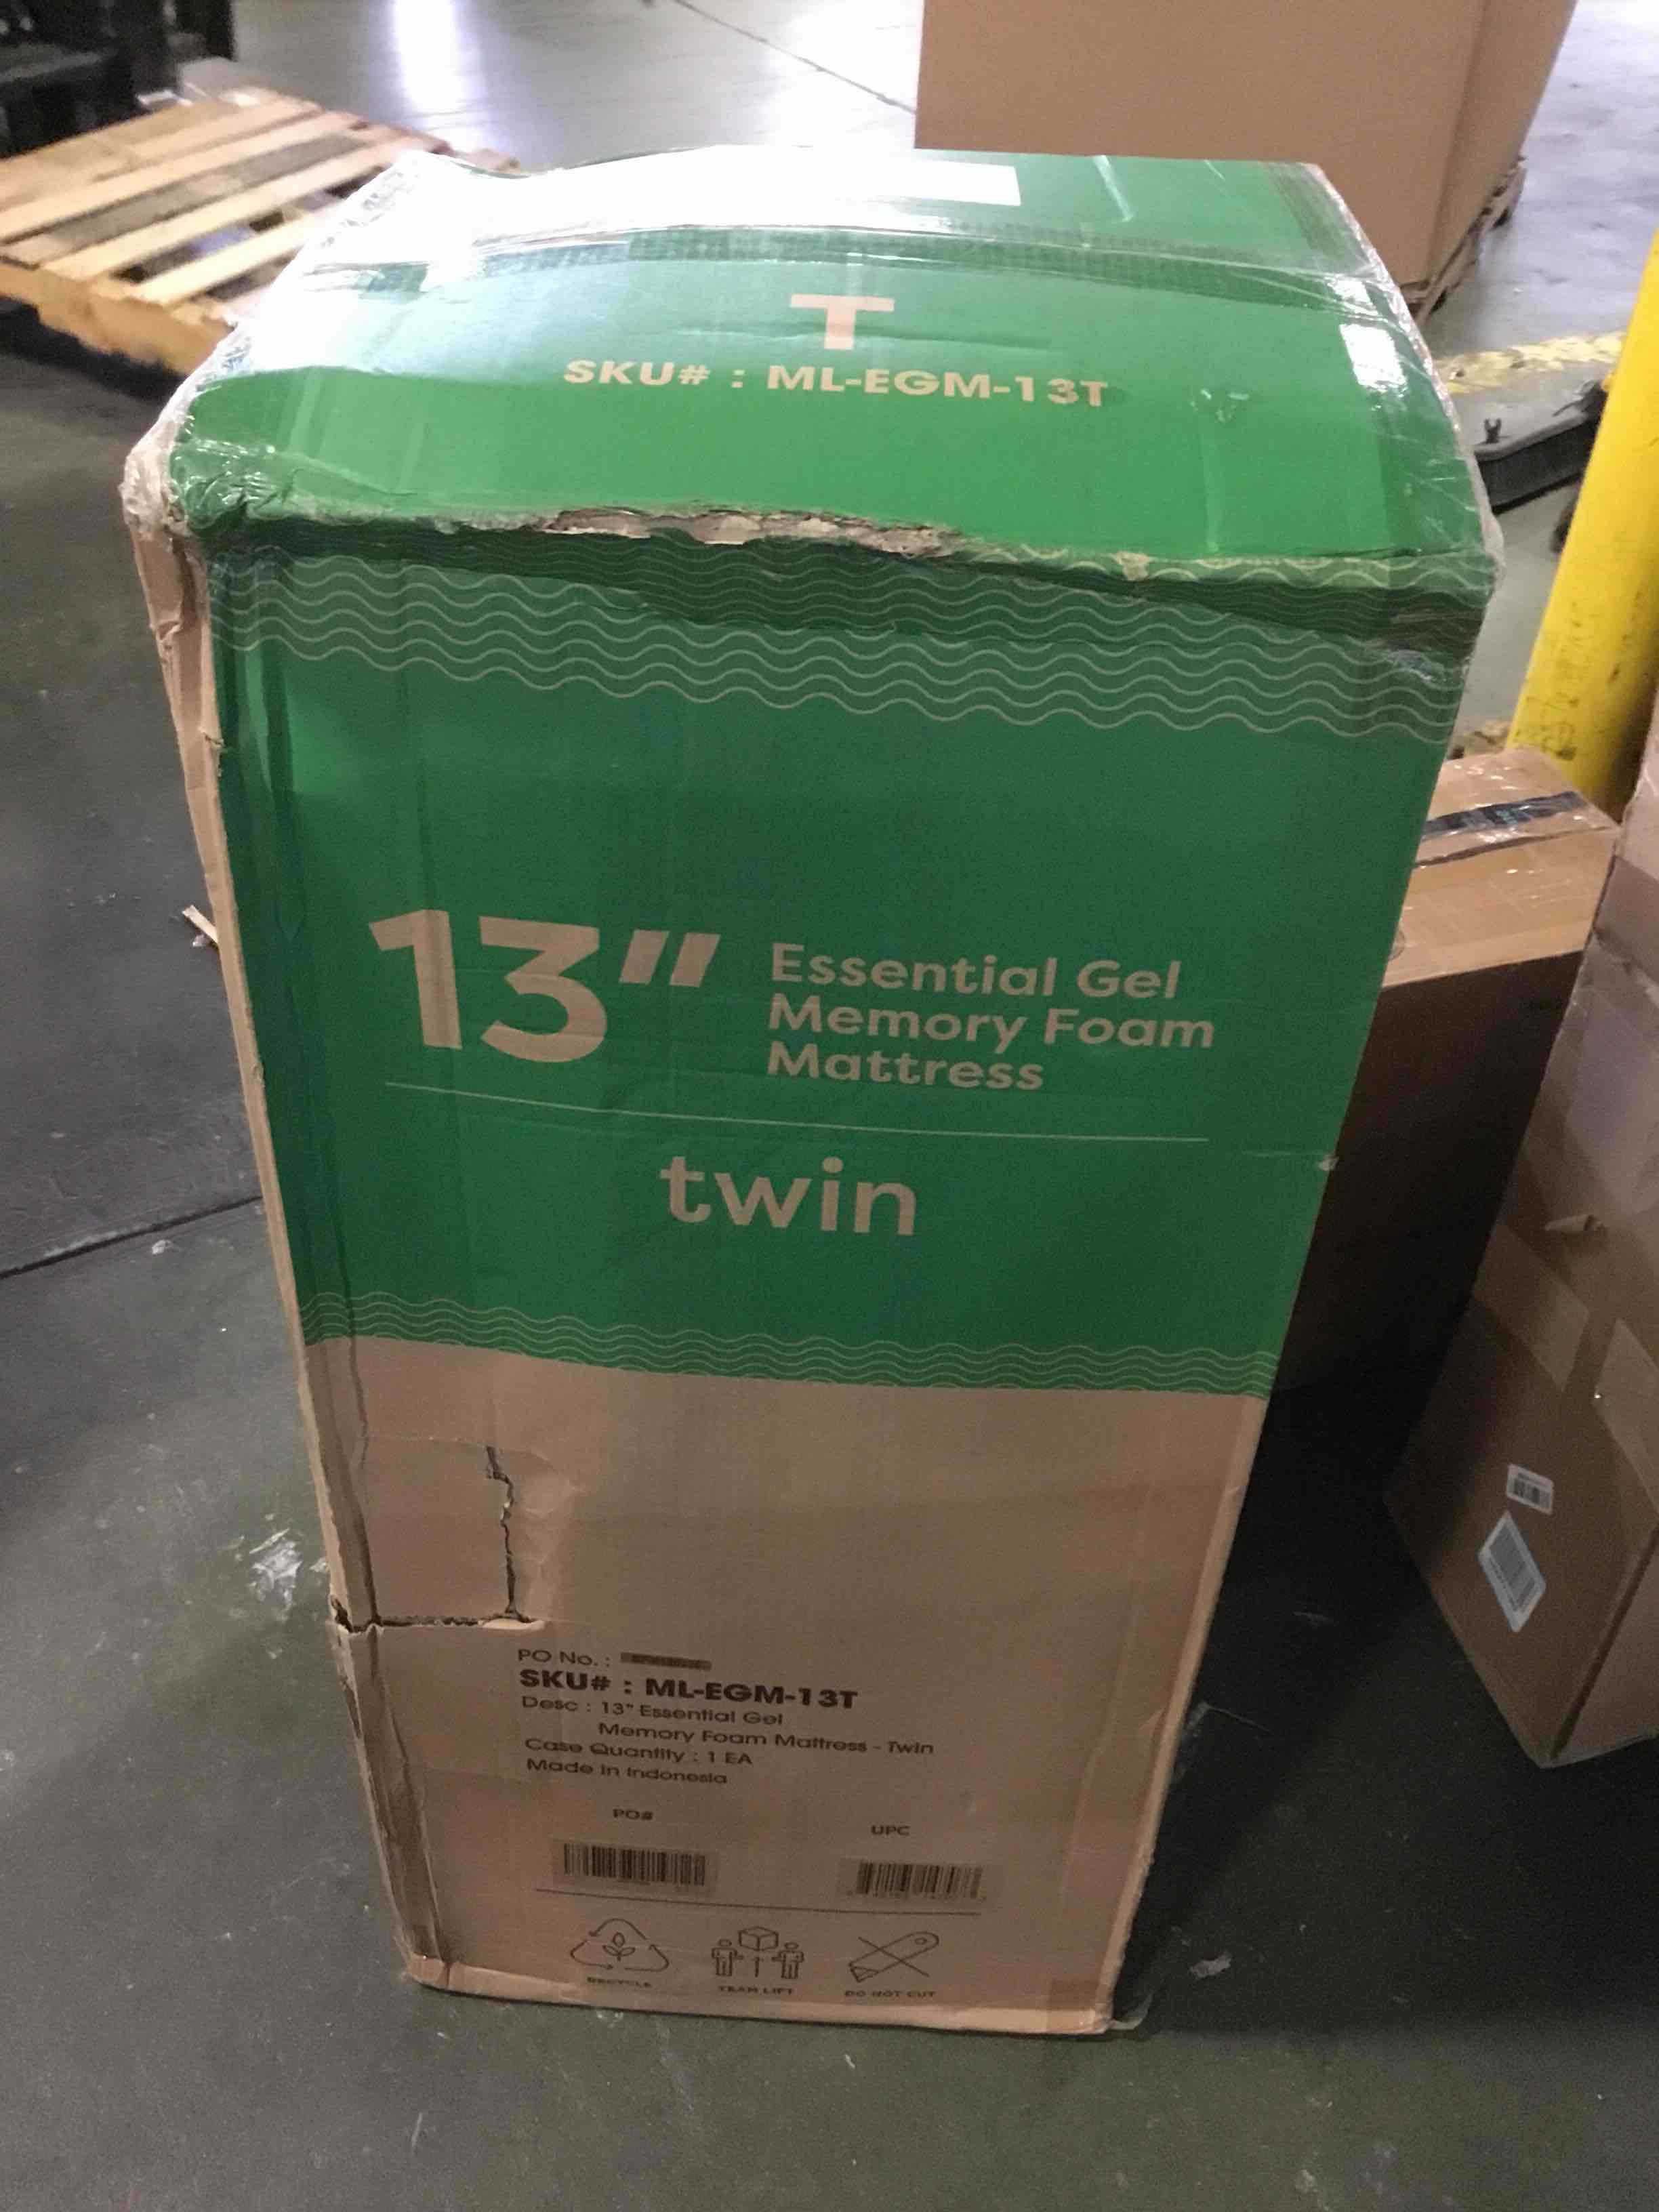 T
SKU# : ML-EGM-13T
13"
Essential Gel
Memory Foam
Mattress
twin
PO No. :
SKU# : ML-EGM-13T
Desc : 13" Essential Gel
Memory Foam Mattress - Twin
Case Quantity : 1 EA
Made In Indonesia
PO#
UPC
RECYCLE
TEAM LIFT
DO NOT CUT